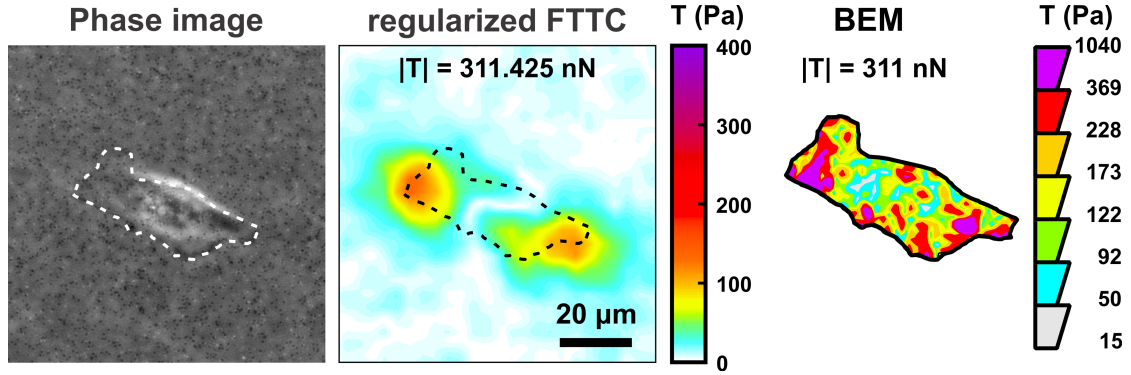 Phase image
regularized FTTC
T (Pa)
BEM
T (Pa)
|T| = 311.425 nN
|T| = 311 nN
400
300
200
100
0
20 μm
1040
369
228
173
122
92
50
15